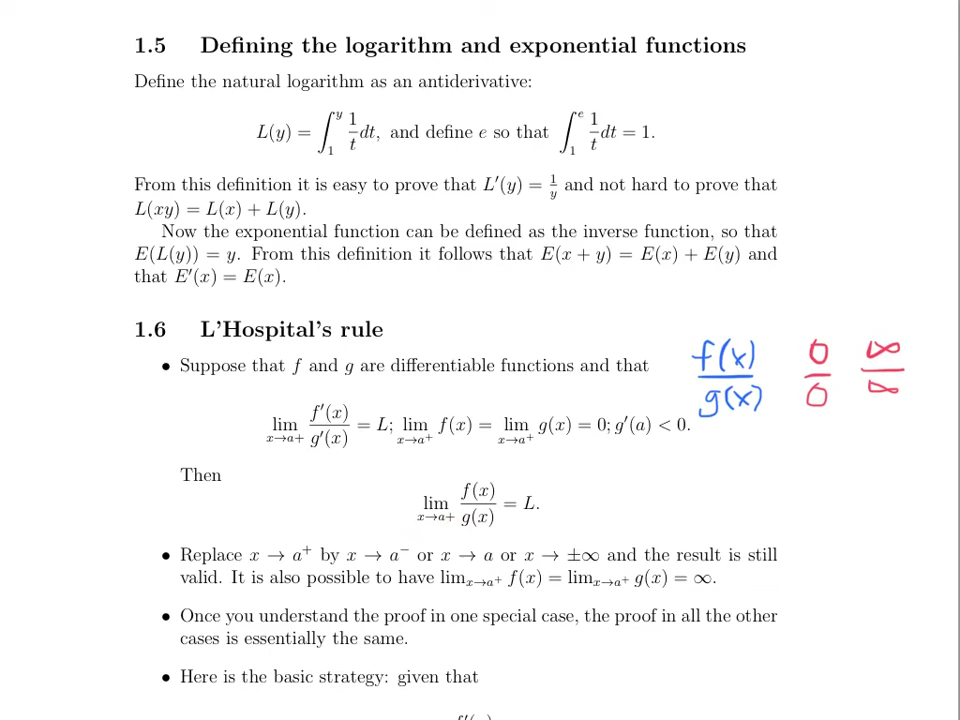 1.5 Defining the logarithm and exponential functions
Define the natural logarithm as an antiderivative:
L(y) = ∫₁^y 1/t dt, and define e so that ∫₁^e 1/t dt = 1.
From this definition it is easy to prove that L′(y) = 1/y and not hard to prove that
L(xy) = L(x) + L(y).
Now the exponential function can be defined as the inverse function, so that
E(L(y)) = y. From this definition it follows that E(x + y) = E(x) + E(y) and
that E′(x) = E(x).
1.6 L'Hospital's rule
• Suppose that f and g are differentiable functions and that
f(x)/g(x) 0/0 ∞/∞
lim_{x→a+} f′(x)/g′(x) = L; lim_{x→a⁺} f(x) = lim_{x→a⁺} g(x) = 0; g′(a) < 0.
Then
lim_{x→a+} f(x)/g(x) = L.
• Replace x → a⁺ by x → a⁻ or x → a or x → ±∞ and the result is still
valid. It is also possible to have lim_{x→a⁺} f(x) = lim_{x→a⁺} g(x) = ∞.
• Once you understand the proof in one special case, the proof in all the other
cases is essentially the same.
• Here is the basic strategy: given that